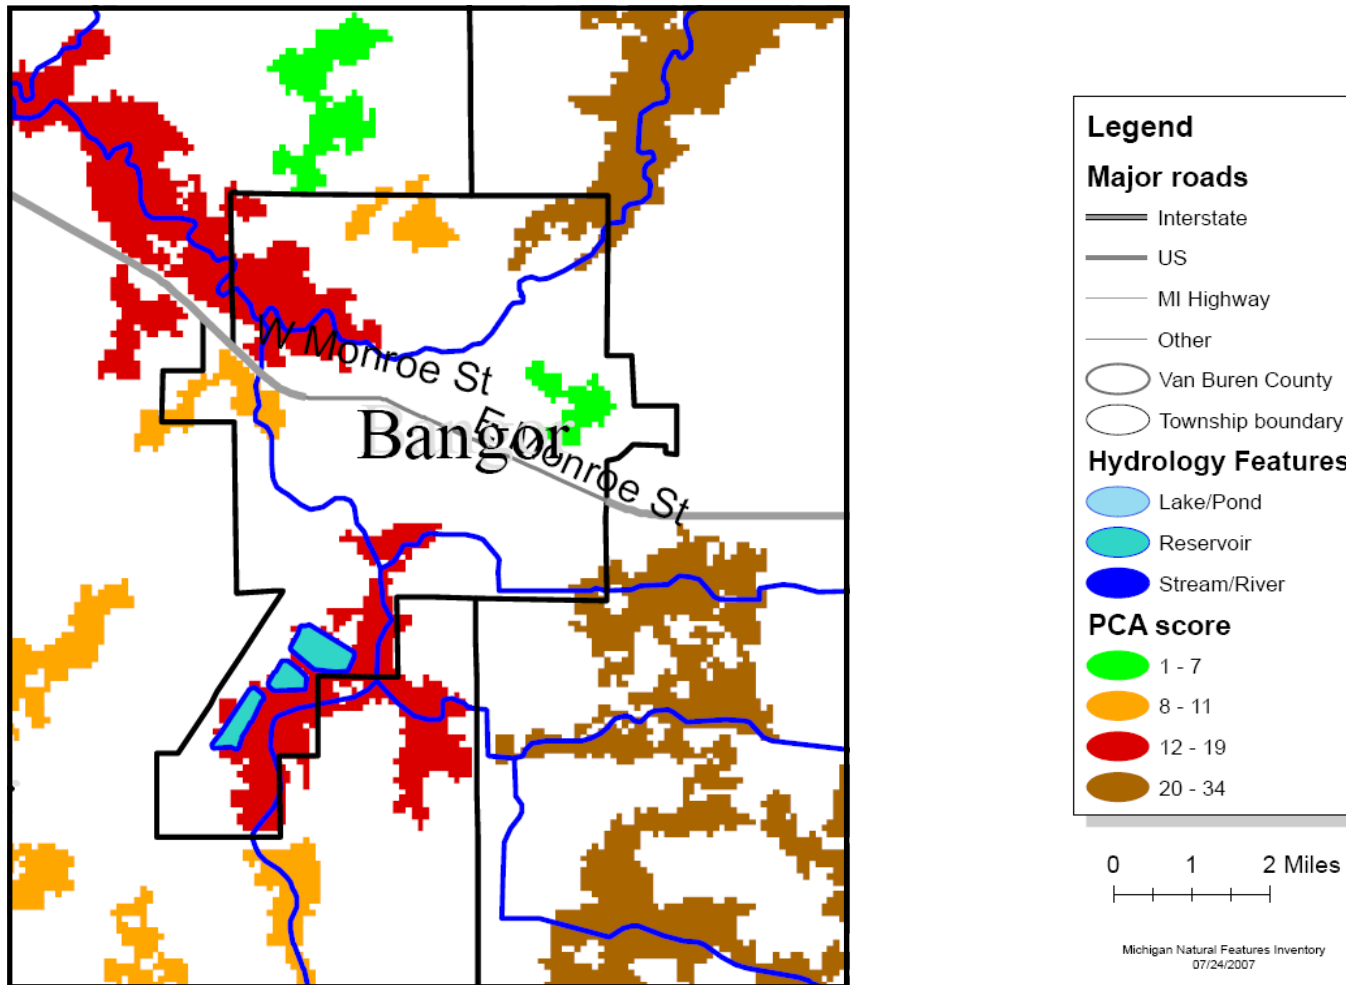 W Monroe St
E Monroe St
Bangor
Legend
Major roads
Interstate
US
MI Highway
Other
Van Buren County
Township boundary
Hydrology Features
Lake/Pond
Reservoir
Stream/River
PCA score
1 - 7
8 - 11
12 - 19
20 - 34
0 1 2 Miles
Michigan Natural Features Inventory
07/24/2007